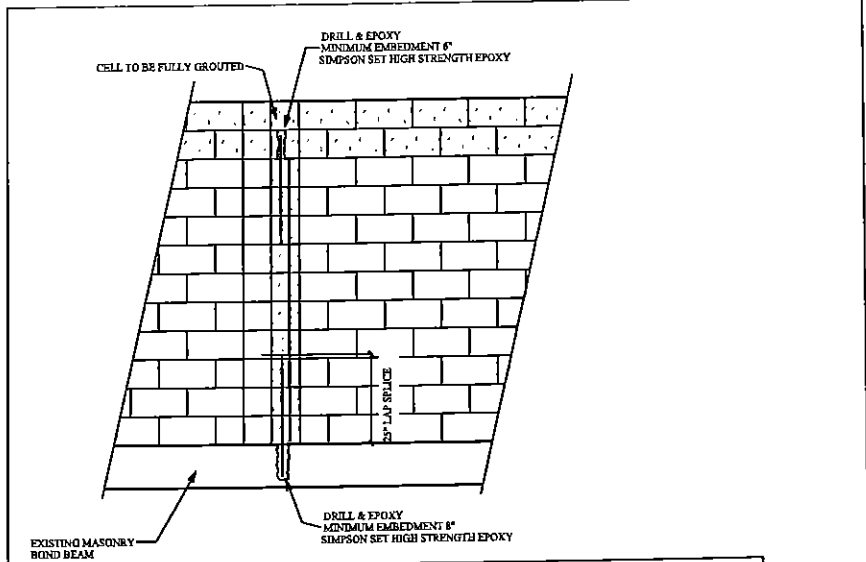 DRILL & EPOXY
MINIMUM EMBEDMENT 6"
SIMPSON SET HIGH STRENGTH EPOXY
CELL TO BE FULLY GROUTED
25" LAP SPLICE
DRILL & EPOXY
MINIMUM EMBEDMENT 8"
SIMPSON SET HIGH STRENGTH EPOXY
EXISTING MASONRY
BOND BEAM